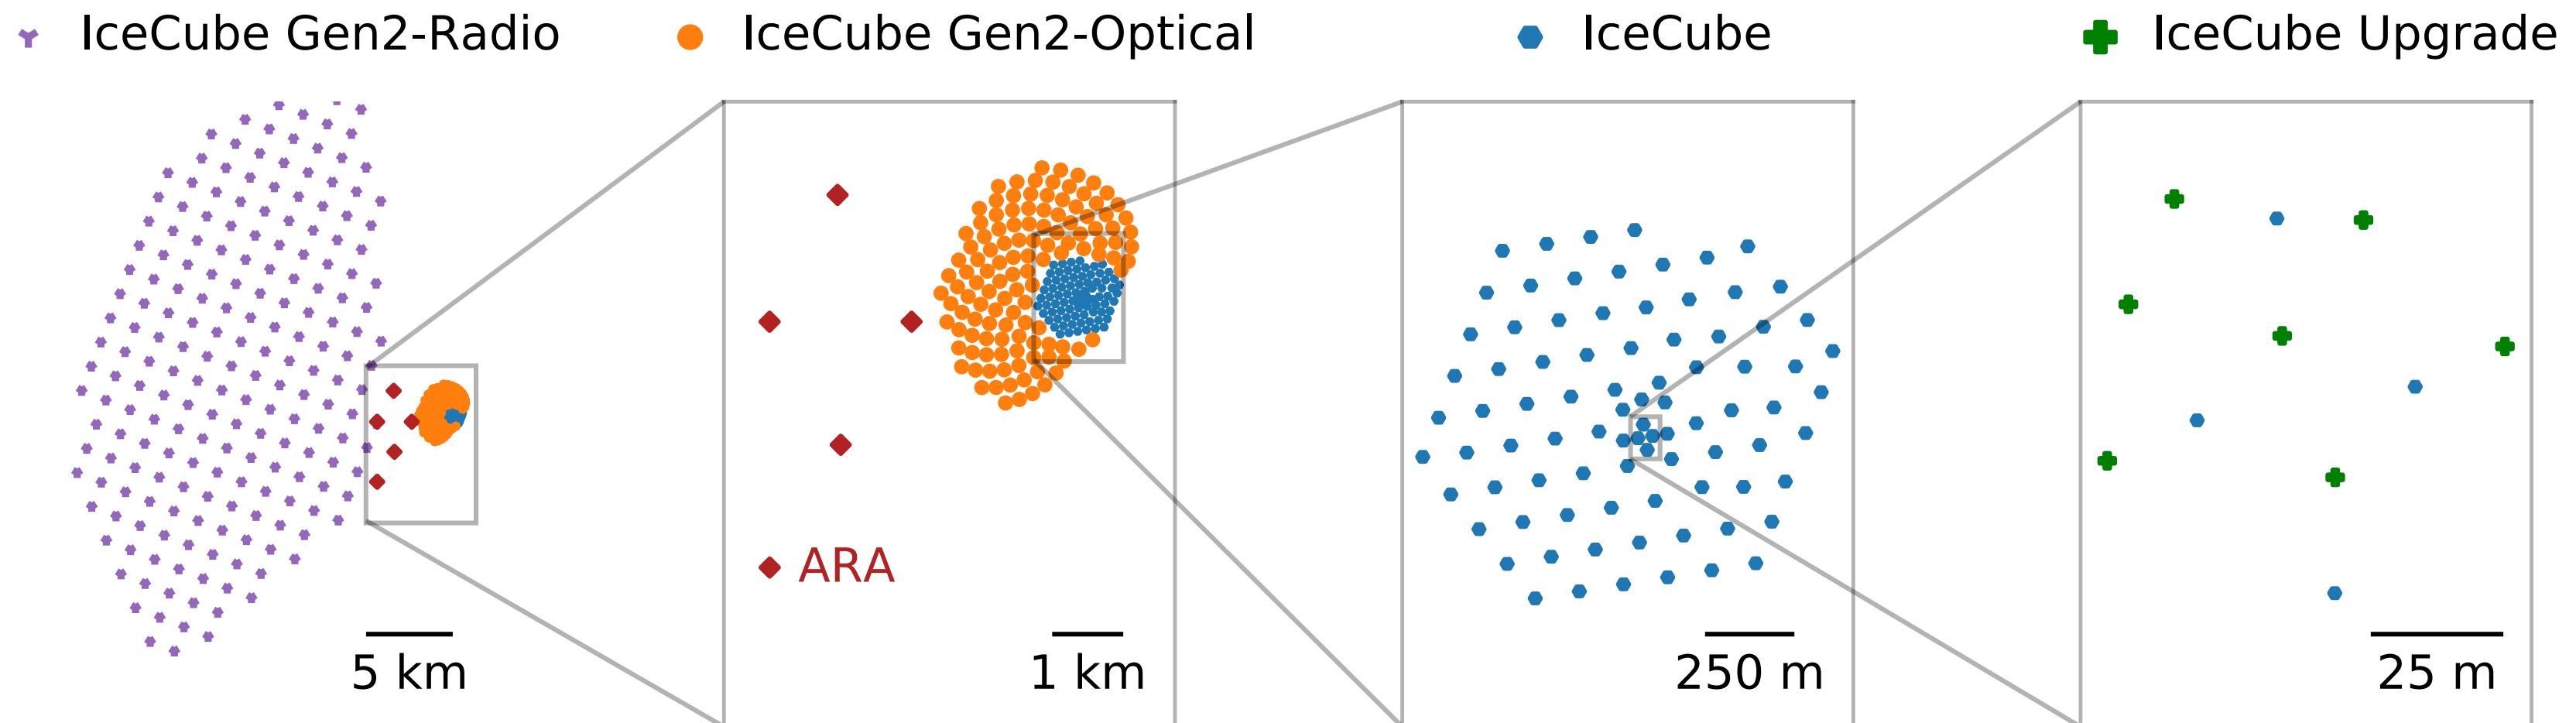 IceCube Gen2-Radio
IceCube Gen2-Optical
IceCube
IceCube Upgrade
ARA
5 km
1 km
250 m
25 m